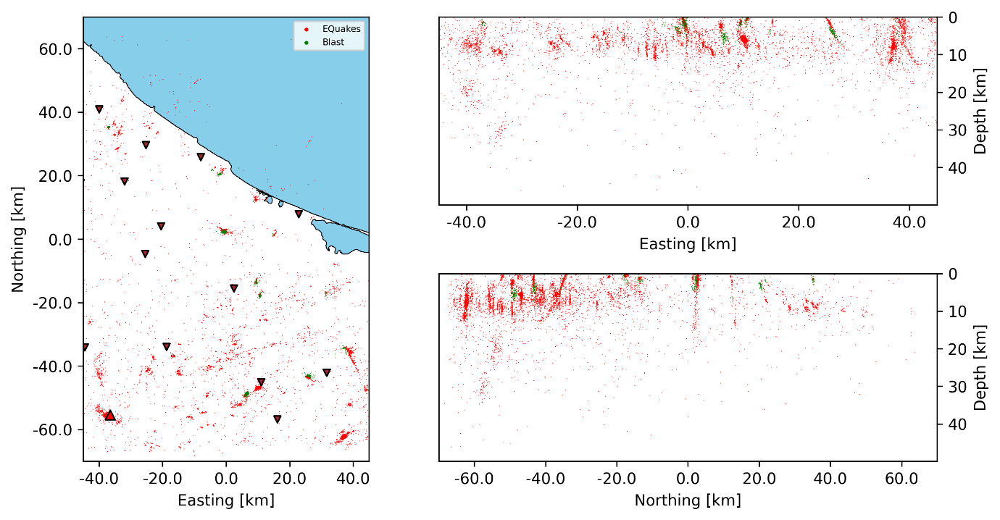 EQuakes
Blast
60.0
40.0
20.0
0.0
-20.0
-40.0
-60.0
Northing [km]
-40.0 -20.0 0.0 20.0 40.0
Easting [km]
0
10
20
30
40
Depth [km]
-40.0 -20.0 0.0 20.0 40.0
Easting [km]
0
10
20
30
40
Depth [km]
-60.0 -40.0 -20.0 0.0 20.0 40.0 60.0
Northing [km]